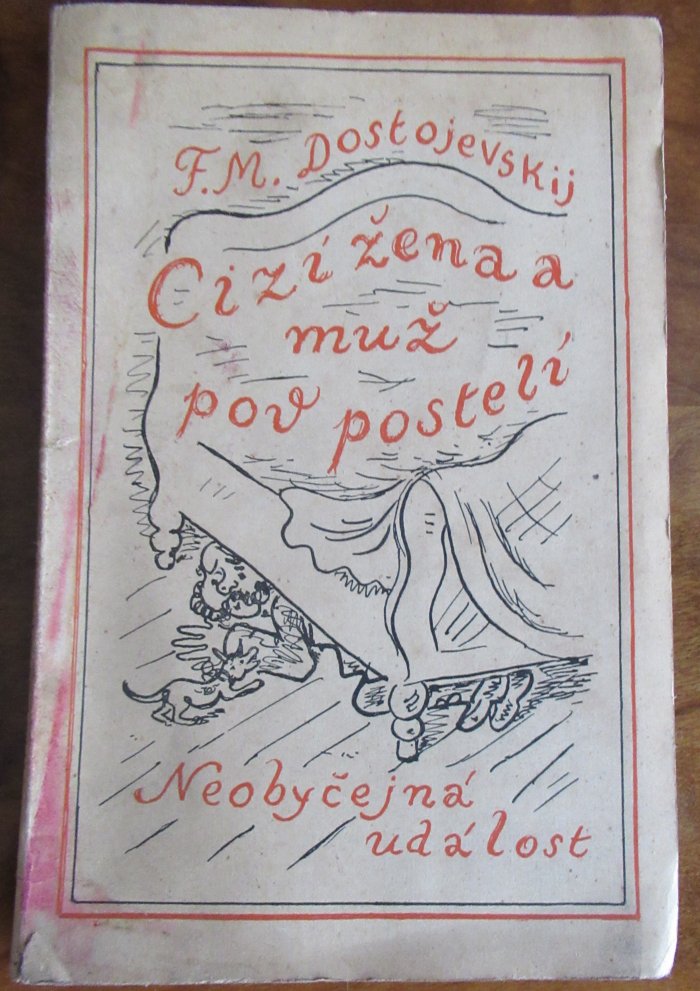 F. M. Dostojevskij
Cizí žena a
muž
pod postelí
Neobyčejná
událost